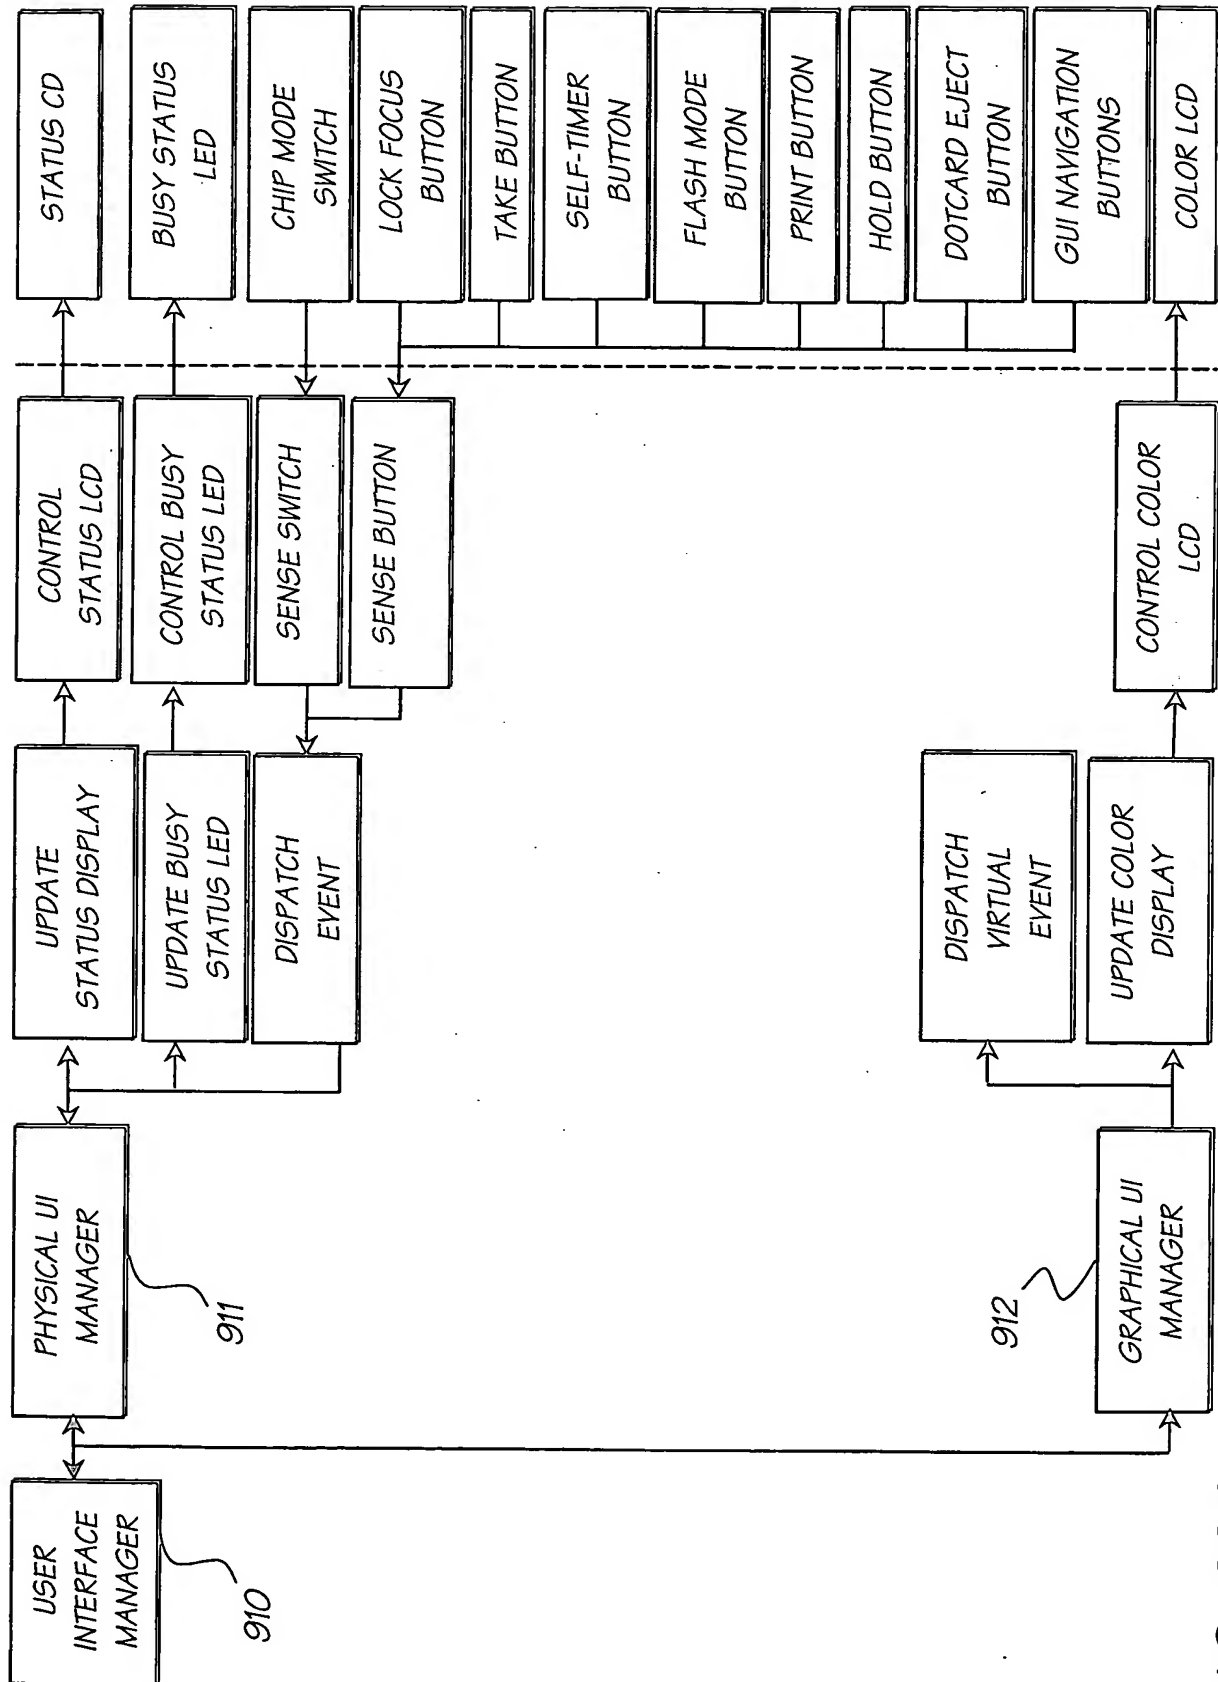 USER
INTERFACE
MANAGER
910
PHYSICAL UI
MANAGER
911
GRAPHICAL UI
MANAGER
912
UPDATE
STATUS DISPLAY
UPDATE BUSY
STATUS LED
DISPATCH
EVENT
DISPATCH
VIRTUAL
EVENT
UPDATE COLOR
DISPLAY
CONTROL
STATUS LCD
CONTROL BUSY
STATUS LED
SENSE SWITCH
SENSE BUTTON
CONTROL COLOR
LCD
STATUS CD
BUSY STATUS
LED
CHIP MODE
SWITCH
LOCK FOCUS
BUTTON
TAKE BUTTON
SELF-TIMER
BUTTON
FLASH MODE
BUTTON
PRINT BUTTON
HOLD BUTTON
DOTCARD EJECT
BUTTON
GUI NAVIGATION
BUTTONS
COLOR LCD